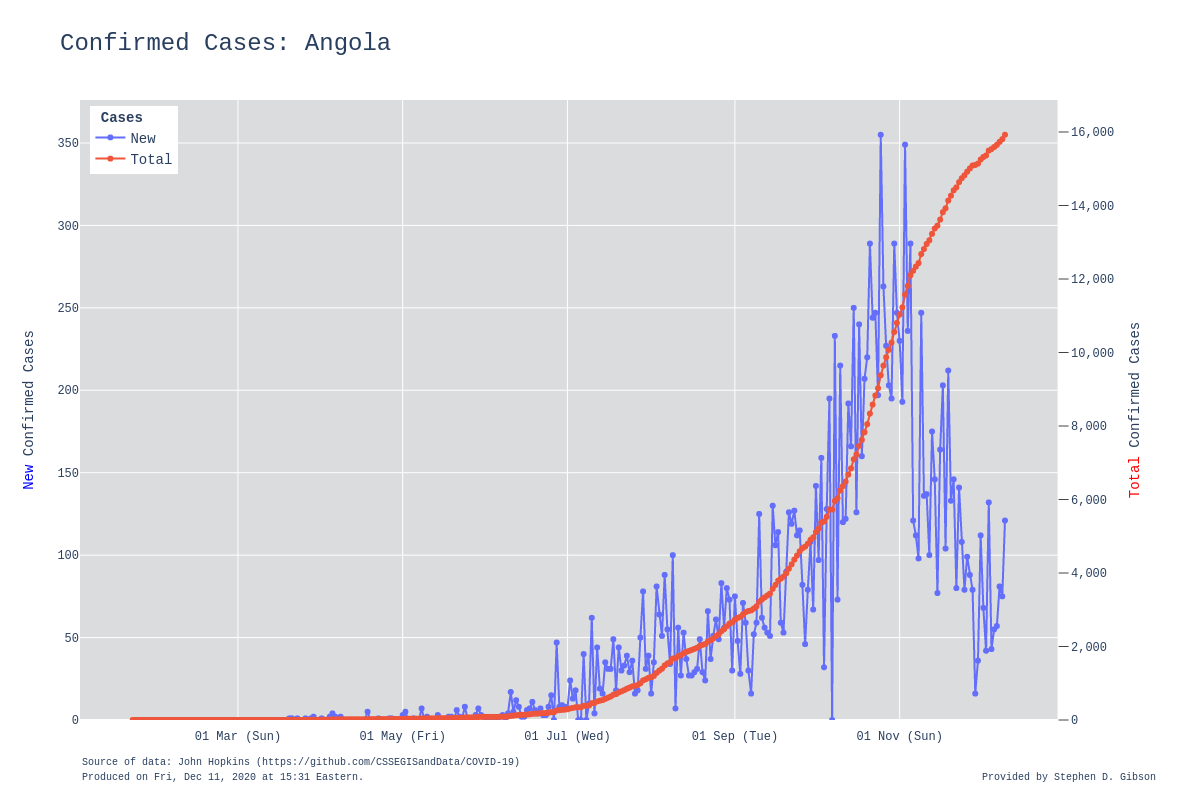 Confirmed Cases: Angola
Cases
New
Total
350
300
250
200
150
100
50
0
16,000
14,000
12,000
10,000
8,000
6,000
4,000
2,000
0
New Confirmed Cases
Total Confirmed Cases
01 Mar (Sun)
01 May (Fri)
01 Jul (Wed)
01 Sep (Tue)
01 Nov (Sun)
Source of data: John Hopkins (https://github.com/CSSEGISandData/COVID-19)
Produced on Fri, Dec 11, 2020 at 15:31 Eastern.
Provided by Stephen D. Gibson